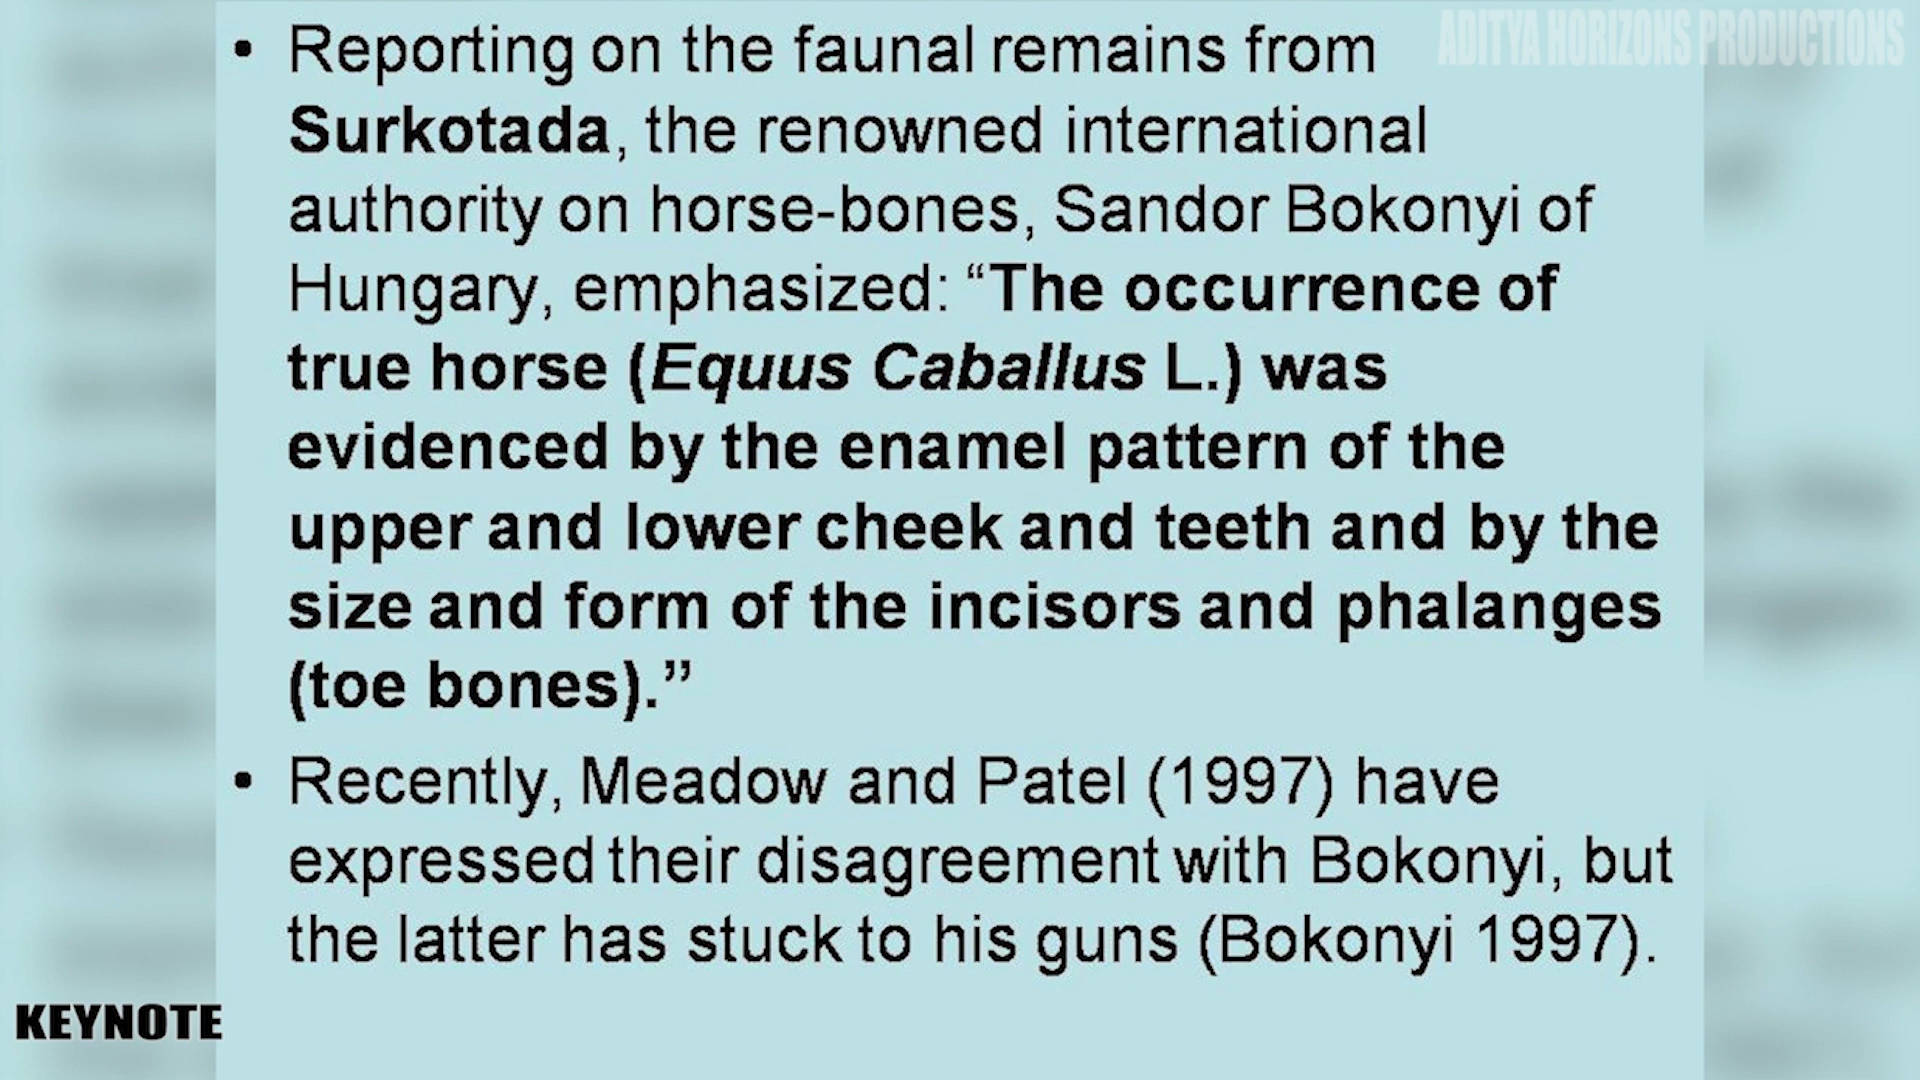 ADITYA HORIZONS PRODUCTIONS
• Reporting on the faunal remains from
Surkotada, the renowned international
authority on horse-bones, Sandor Bokonyi of
Hungary, emphasized: “The occurrence of
true horse (Equus Caballus L.) was
evidenced by the enamel pattern of the
upper and lower cheek and teeth and by the
size and form of the incisors and phalanges
(toe bones).”
• Recently, Meadow and Patel (1997) have
expressed their disagreement with Bokonyi, but
the latter has stuck to his guns (Bokonyi 1997).
KEYNOTE